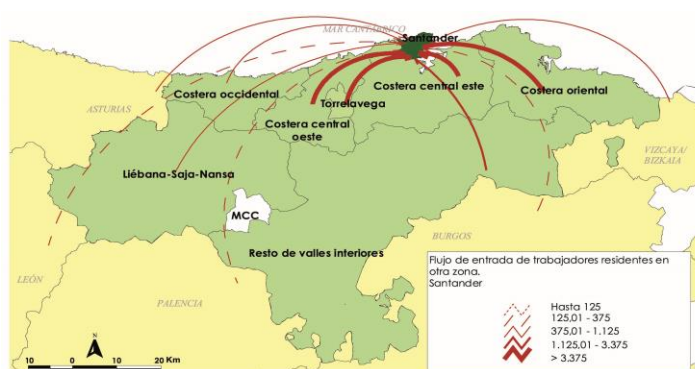 MAR CANTÁBRICO
Santander
ASTURIAS
Costera occidental
Costera central este
Costera oriental
Torrelavega
Costera central
oeste
VIZCAYA/
BIZKAIA
Liébana-Saja-Nansa
MCC
BURGOS
Resto de valles interiores
LEÓN
PALENCIA
Flujo de entrada de trabajadores residentes en
otra zona.
Santander
Hasta 125
125,01 - 375
375,01 - 1.125
1.125,01 - 3.375
> 3.375
N
10 0 10 20 Km